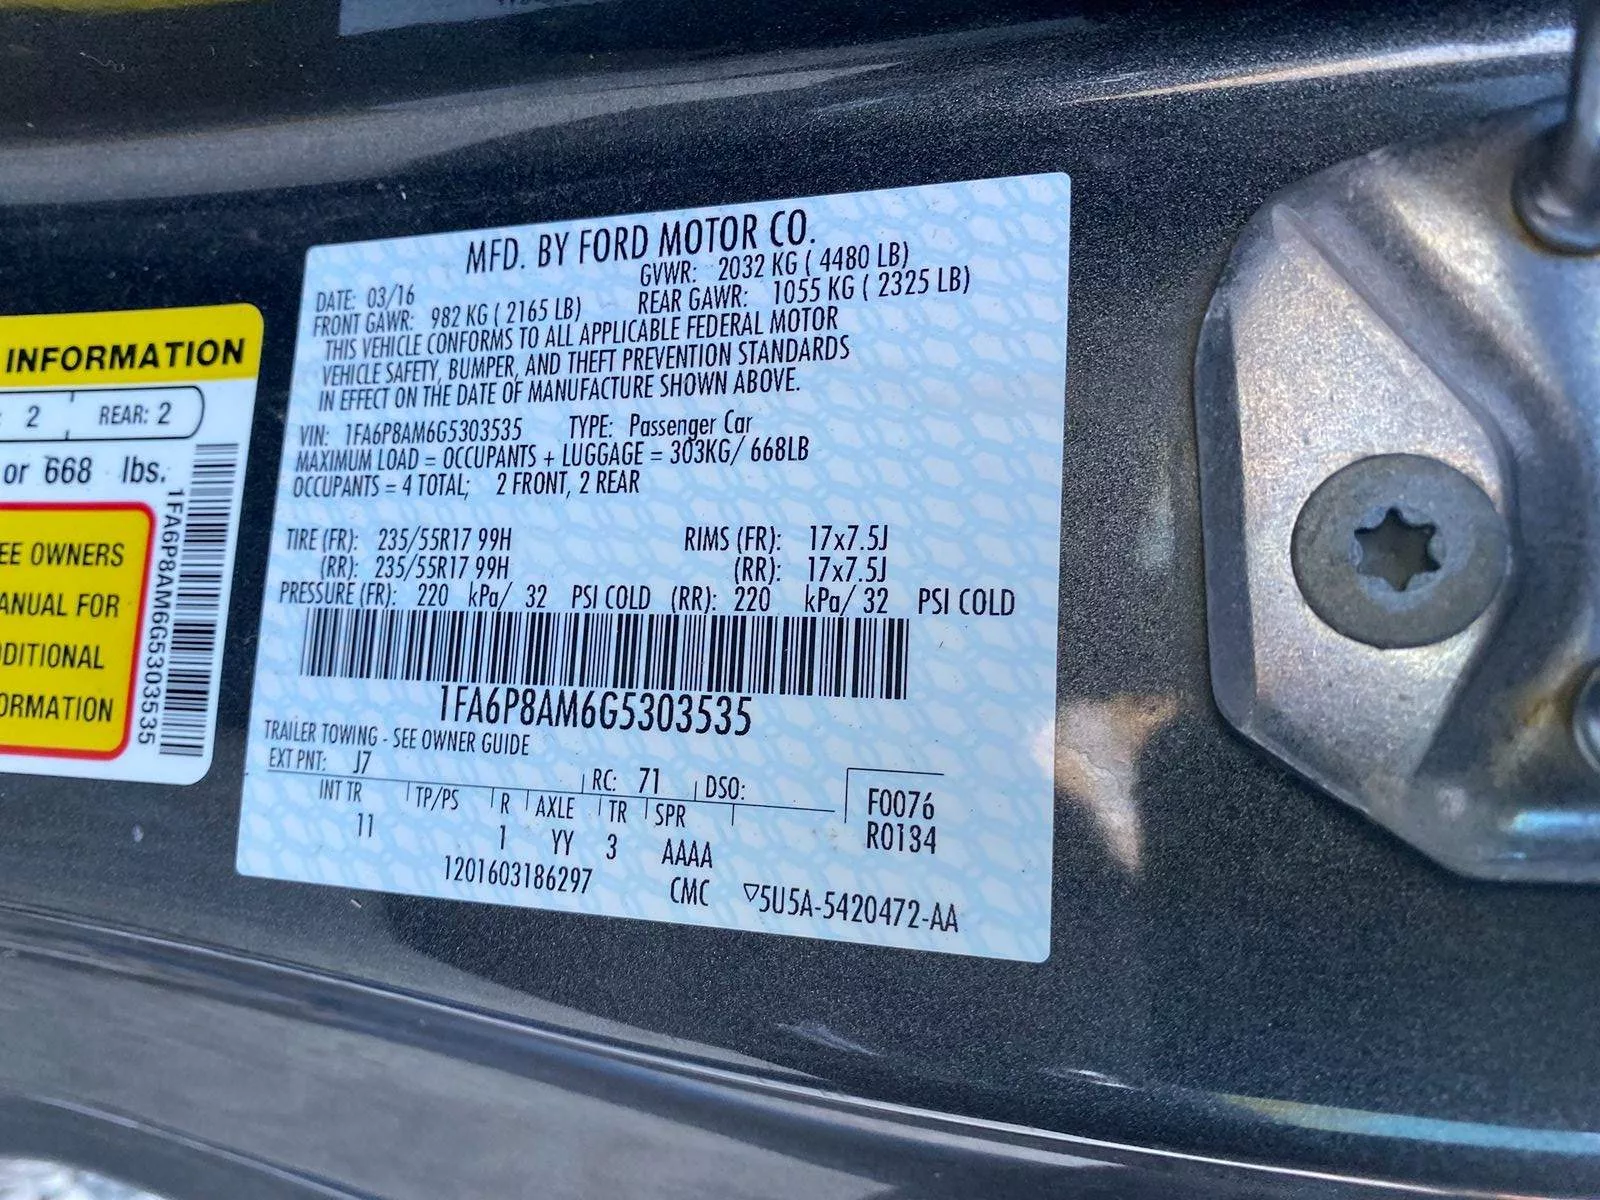 INFORMATION
2 REAR: 2
or 668 lbs.
OWNERS
FOR
1FA6P8AM6G5303535
MFD. BY FORD MOTOR CO.
DATE: 03/16 GVWR: 2032 KG ( 4480 LB)
FRONT GAWR: 982 KG ( 2165 LB) REAR GAWR: 1055 KG ( 2325 LB)
THIS VEHICLE CONFORMS TO ALL APPLICABLE FEDERAL MOTOR
VEHICLE SAFETY, BUMPER, AND THEFT PREVENTION STANDARDS
IN EFFECT ON THE DATE OF MANUFACTURE SHOWN ABOVE.
VIN: 1FA6P8AM6G5303535 TYPE: Passenger Car
MAXIMUM LOAD = OCCUPANTS + LUGGAGE = 303KG/ 668LB
OCCUPANTS = 4 TOTAL; 2 FRONT, 2 REAR
TIRE (FR): 235/55R17 99H RIMS (FR): 17x7.5J
(RR): 235/55R17 99H (RR): 17x7.5J
PRESSURE (FR): 220 kPa/ 32 PSI COLD (RR): 220 kPa/ 32 PSI COLD
1FA6P8AM6G5303535
TRAILER TOWING - SEE OWNER GUIDE
EXT PNT: J7 RC: 71 DSO:
INT TR TP/PS R AXLE TR SPR F0076
11 1 YY 3 AAAA R0134
1201603186297 CMC ▽5U5A-5420472-AA